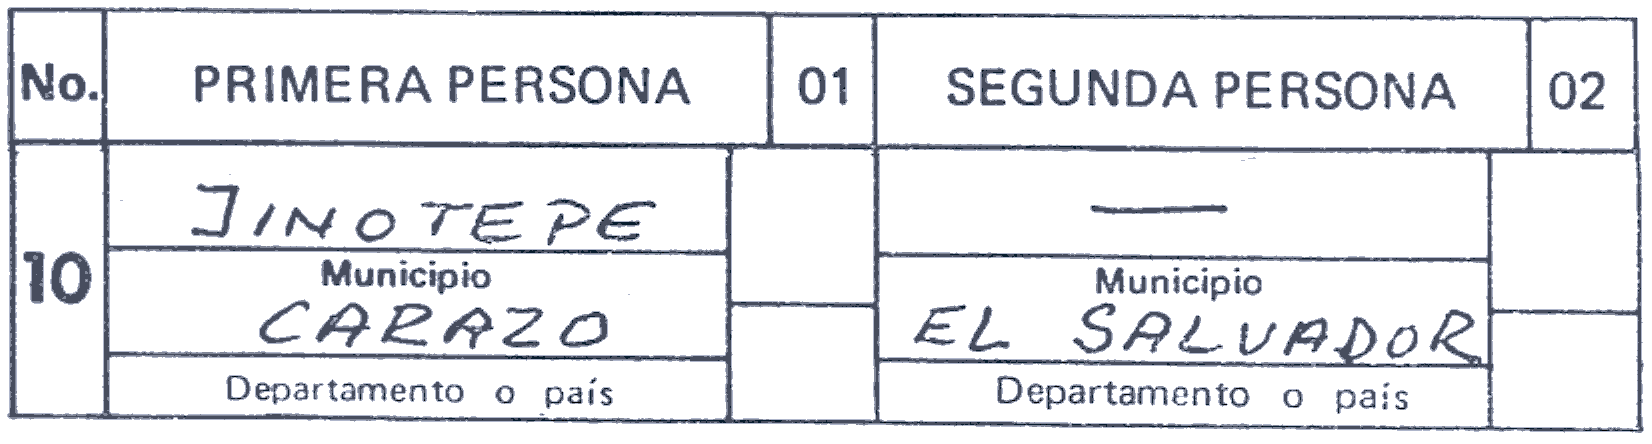 No. PRIMERA PERSONA 01 SEGUNDA PERSONA 02
10 JINOTEPE —
Municipio Municipio
CARAZO EL SALVADOR
Departamento o país Departamento o país